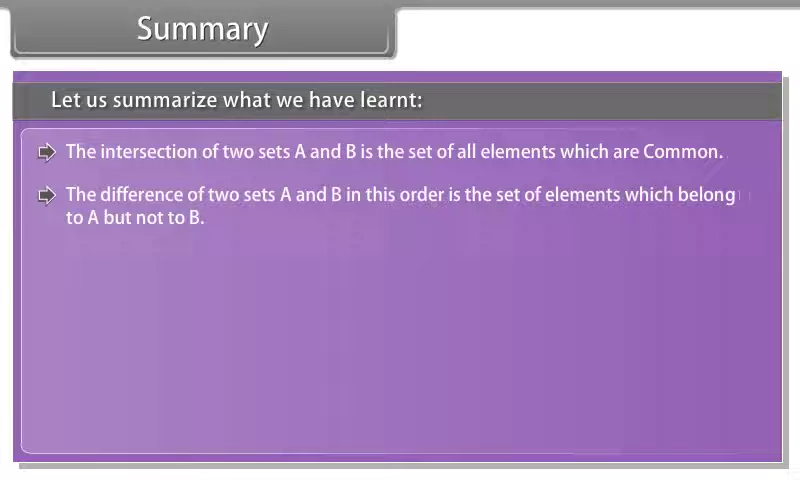 Summary
Let us summarize what we have learnt:
The intersection of two sets A and B is the set of all elements which are Common.
The difference of two sets A and B in this order is the set of elements which belong
to A but not to B.